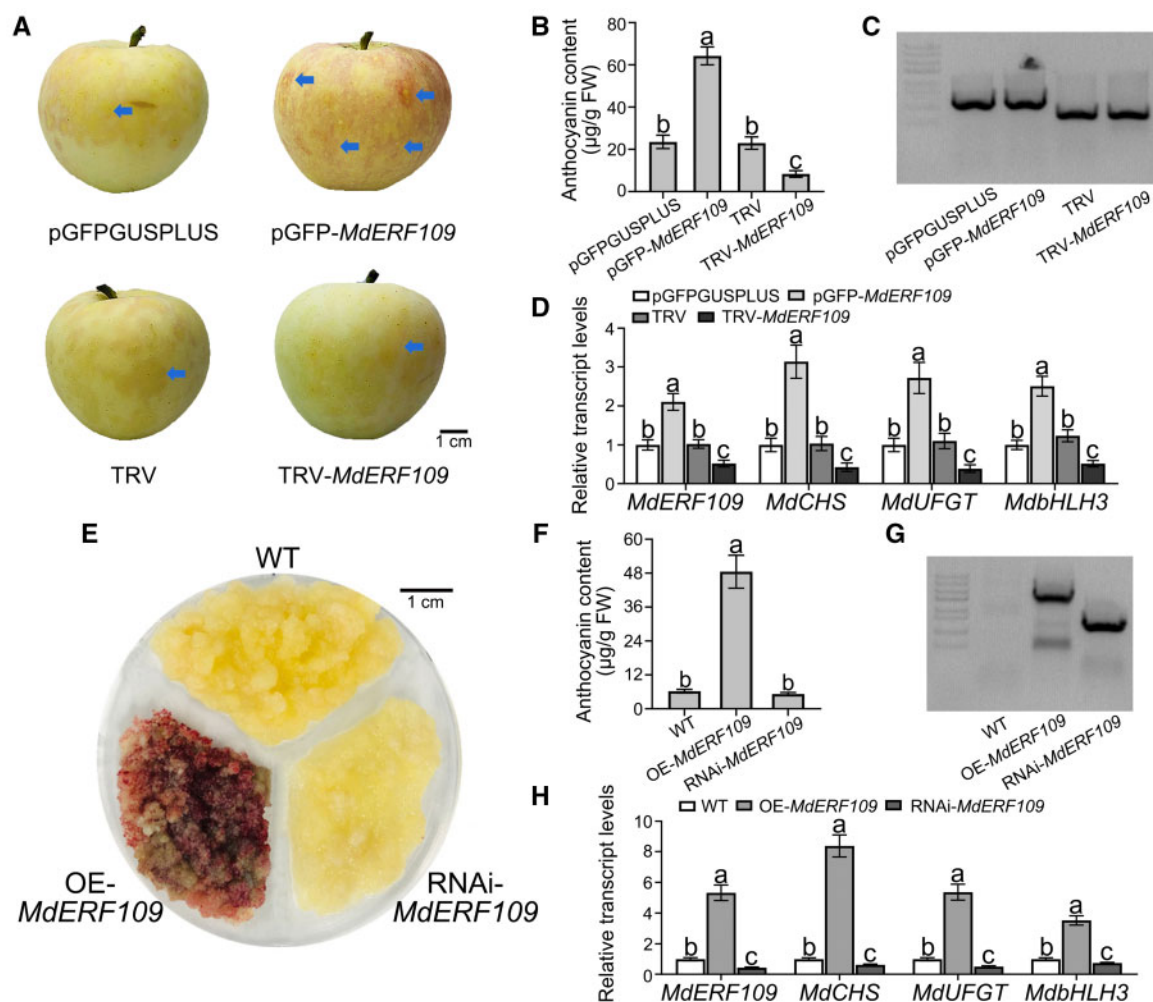 A
pGFPGUSPLUS
pGFP-MdERF109
TRV
TRV-MdERF109
1 cm
B
Anthocyanin content
(µg/g FW)
80
60
40
20
0
b
a
b
c
pGFPGUSPLUS
pGFP-MdERF109
TRV
TRV-MdERF109
C
pGFPGUSPLUS
pGFP-MdERF109
TRV
TRV-MdERF109
D
pGFPGUSPLUS
pGFP-MdERF109
TRV
TRV-MdERF109
Relative transcript levels
4
3
2
1
0
b a b c
b a b c
b a b c
b a b c
MdERF109
MdCHS
MdUFGT
MdbHLH3
E
WT
1 cm
OE-
MdERF109
RNAi-
MdERF109
F
Anthocyanin content
(µg/g FW)
60
48
36
24
12
0
b
a
b
WT
OE-MdERF109
RNAi-MdERF109
G
WT
OE-MdERF109
RNAi-MdERF109
H
WT
OE-MdERF109
RNAi-MdERF109
Relative transcript levels
10
8
6
4
2
0
b a c
b a c
b a c
b a c
MdERF109
MdCHS
MdUFGT
MdbHLH3